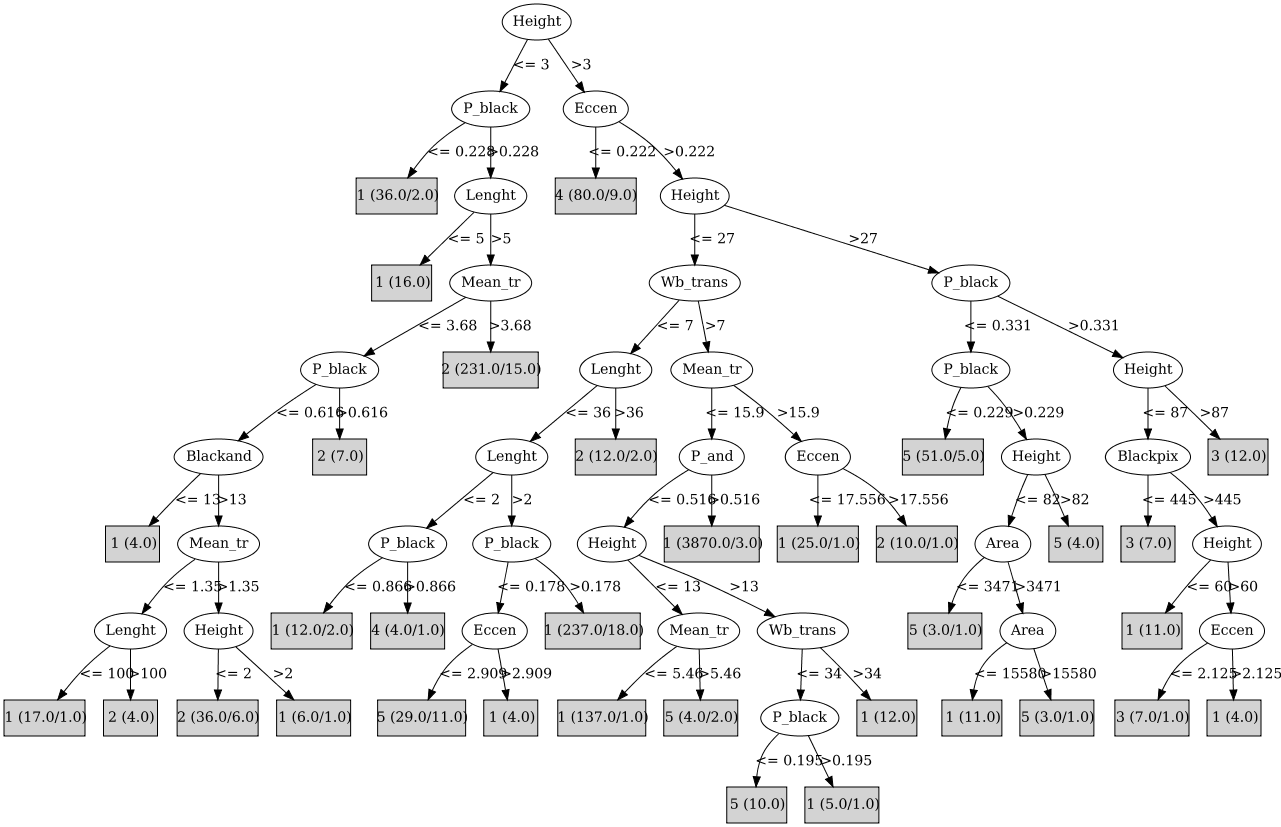 Height
<= 3 >3
P_black Eccen
<= 0.228 >0.228 <= 0.222 >0.222
1 (36.0/2.0) Lenght 4 (80.0/9.0) Height
<= 5 >5 <= 27 >27
1 (16.0) Mean_tr Wb_trans P_black
<= 3.68 >3.68 <= 7 >7 <= 0.331 >0.331
P_black 2 (231.0/15.0) Lenght Mean_tr P_black Height
<= 0.616 >0.616 <= 36 >36 <= 15.9 >15.9 <= 0.229 >0.229 <= 87 >87
Blackand 2 (7.0) Lenght 2 (12.0/2.0) P_and Eccen 5 (51.0/5.0) Height Blackpix 3 (12.0)
<= 13 >13 <= 2 >2 <= 0.516 >0.516 <= 17.556 >17.556 <= 82 >82 <= 445 >445
1 (4.0) Mean_tr P_black P_black Height 1 (3870.0/3.0) 1 (25.0/1.0) 2 (10.0/1.0) Area 5 (4.0) 3 (7.0) Height
<= 1.35 >1.35 <= 0.866 >0.866 <= 0.178 >0.178 <= 13 >13 <= 3471 >3471 <= 60 >60
Lenght Height 1 (12.0/2.0) 4 (4.0/1.0) Eccen 1 (237.0/18.0) Mean_tr Wb_trans 5 (3.0/1.0) Area 1 (11.0) Eccen
<= 100 >100 <= 2 >2 <= 2.909 >2.909 <= 5.46 >5.46 <= 34 >34 <= 15580 >15580 <= 2.125 >2.125
1 (17.0/1.0) 2 (4.0) 2 (36.0/6.0) 1 (6.0/1.0) 5 (29.0/11.0) 1 (4.0) 1 (137.0/1.0) 5 (4.0/2.0) P_black 1 (12.0) 1 (11.0) 5 (3.0/1.0) 3 (7.0/1.0) 1 (4.0)
<= 0.195 >0.195
5 (10.0) 1 (5.0/1.0)